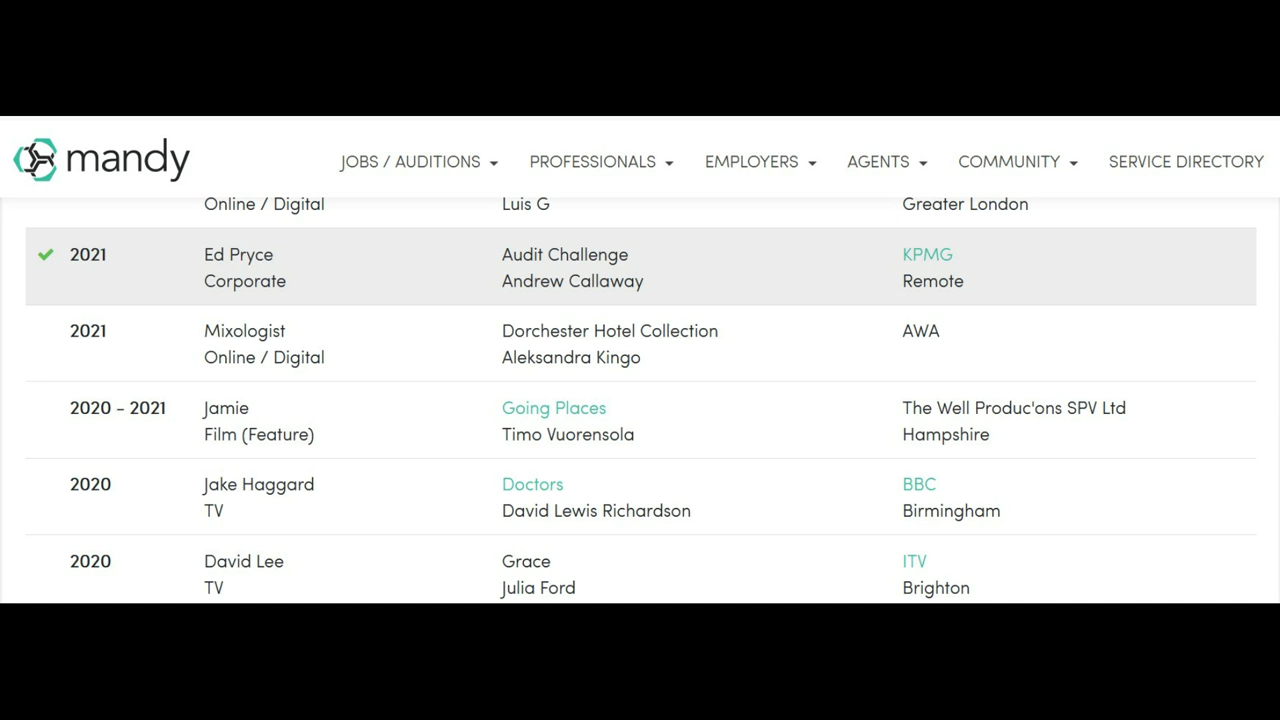 mandy JOBS / AUDITIONS PROFESSIONALS EMPLOYERS AGENTS COMMUNITY SERVICE DIRECTORY
Online / Digital Luis G Greater London
2021 Ed Pryce Audit Challenge KPMG
Corporate Andrew Callaway Remote
2021 Mixologist Dorchester Hotel Collection AWA
Online / Digital Aleksandra Kingo
2020 - 2021 Jamie Going Places The Well Produc'ons SPV Ltd
Film (Feature) Timo Vuorensola Hampshire
2020 Jake Haggard Doctors BBC
TV David Lewis Richardson Birmingham
2020 David Lee Grace ITV
TV Julia Ford Brighton